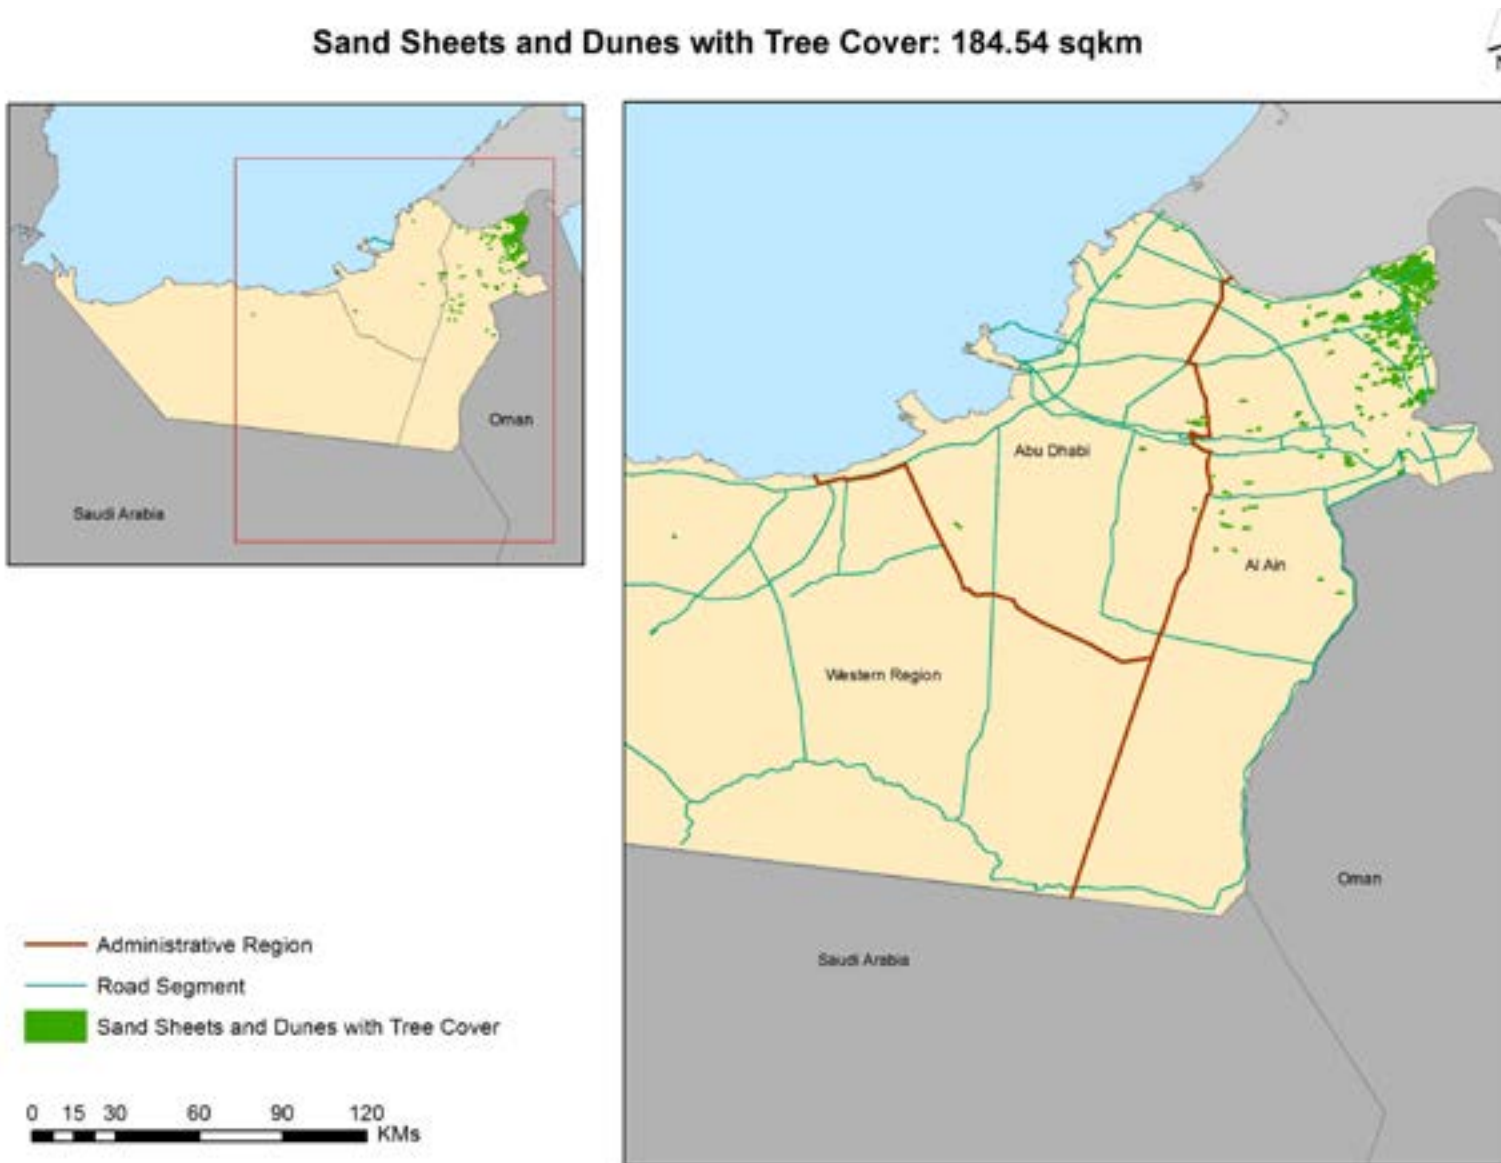 Sand Sheets and Dunes with Tree Cover: 184.54 sqkm
N
Oman
Saudi Arabia
Abu Dhabi
Al Ain
Western Region
Oman
Saudi Arabia
Administrative Region
Road Segment
Sand Sheets and Dunes with Tree Cover
0 15 30 60 90 120
KMs